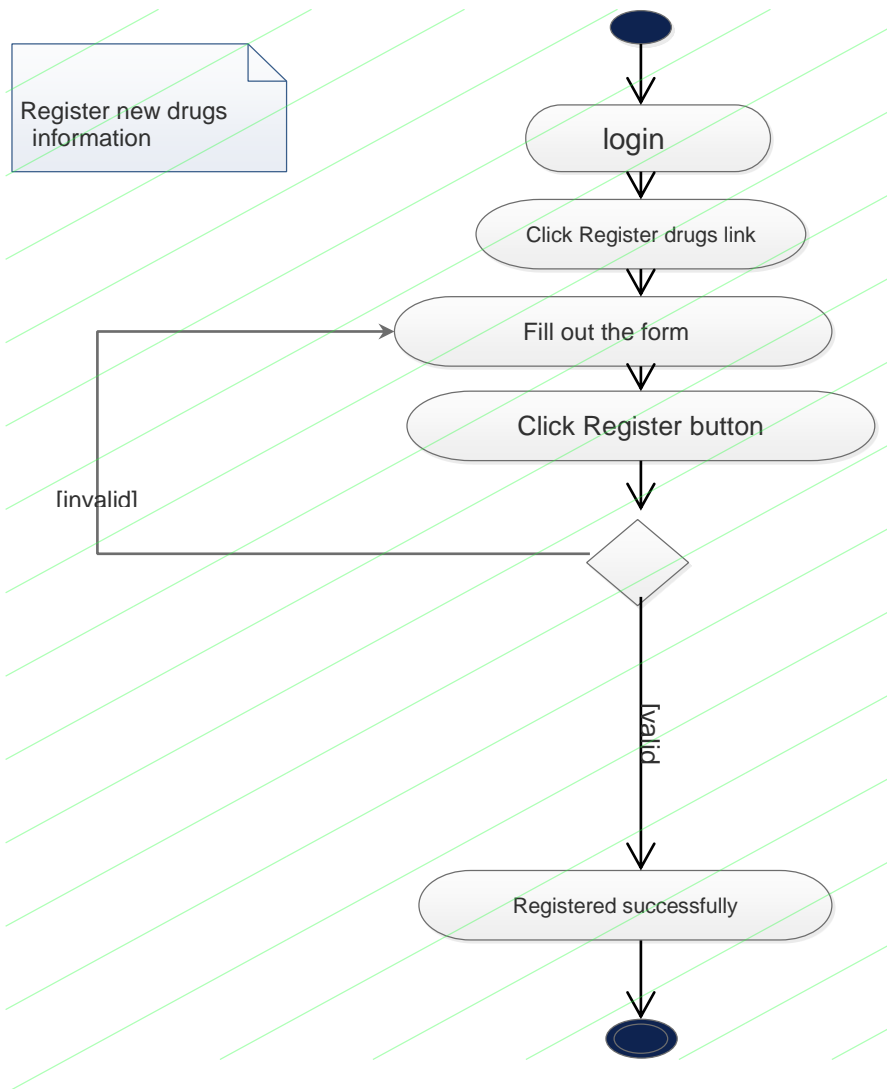 Register new drugs
information
login
Click Register drugs link
Fill out the form
Click Register button
[invalid]
[valid
Registered successfully